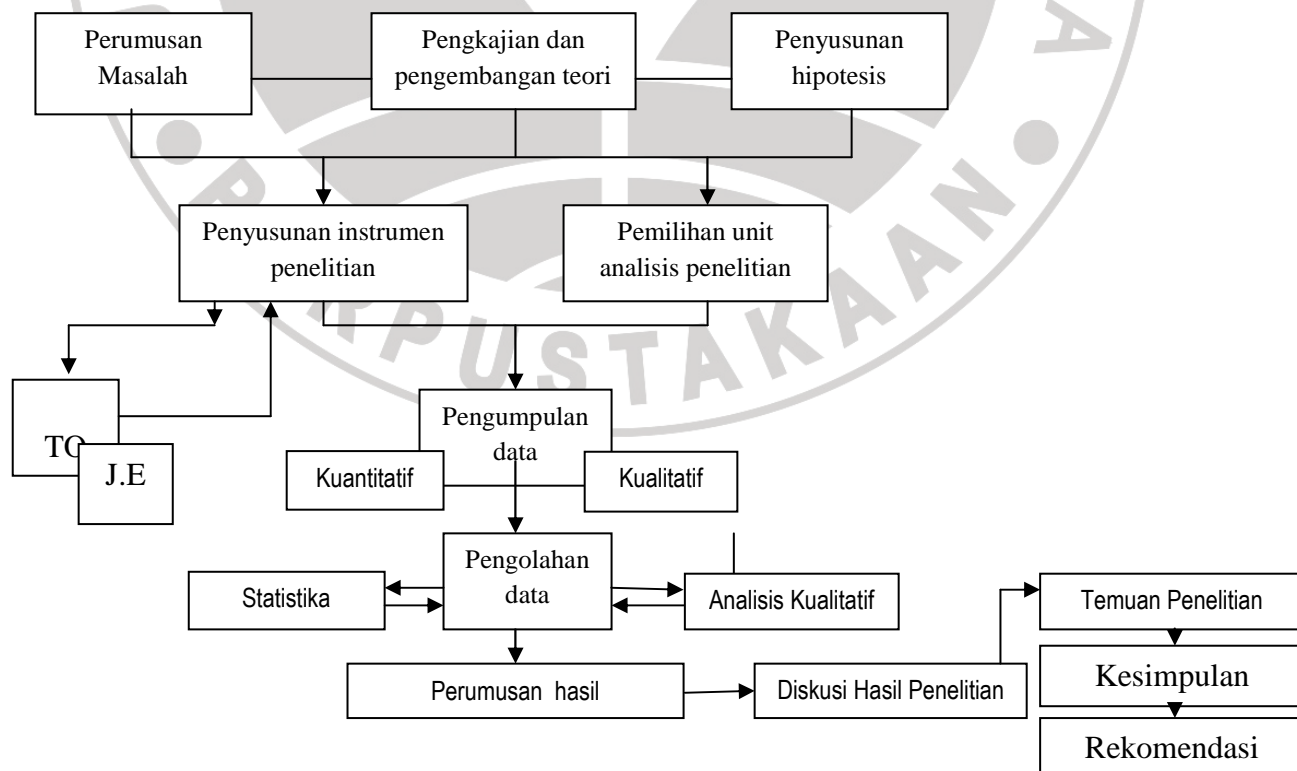 Perumusan
Masalah
Pengkajian dan
pengembangan teori
Penyusunan
hipotesis
Penyusunan instrumen
penelitian
Pemilihan unit
analisis penelitian
TO
J.E
Pengumpulan
data
Kuantitatif
Kualitatif
Pengolahan
data
Statistika
Analisis Kualitatif
Temuan Penelitian
Perumusan hasil
Diskusi Hasil Penelitian
Kesimpulan
Rekomendasi